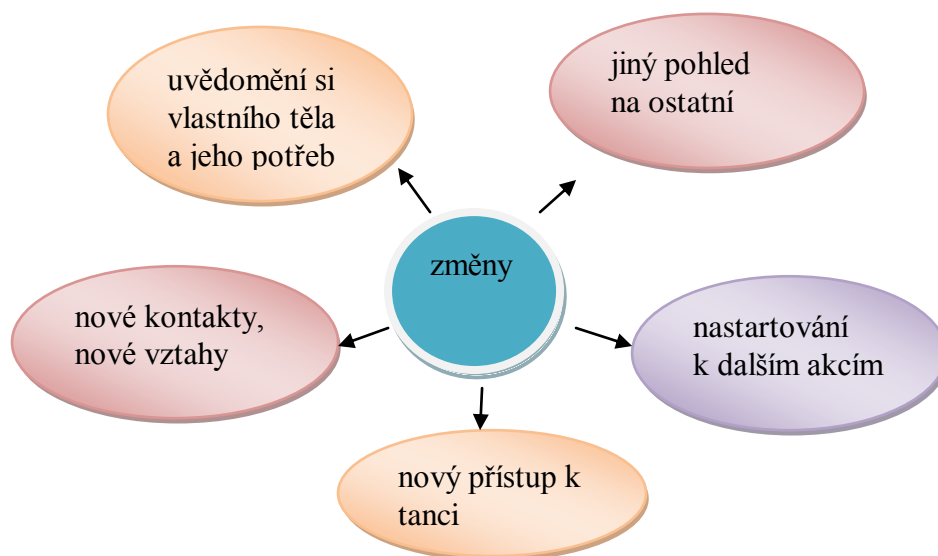 uvědomění si
vlastního těla
a jeho potřeb
jiný pohled
na ostatní
změny
nové kontakty,
nové vztahy
nastartování
k dalším akcím
nový přístup k
tanci